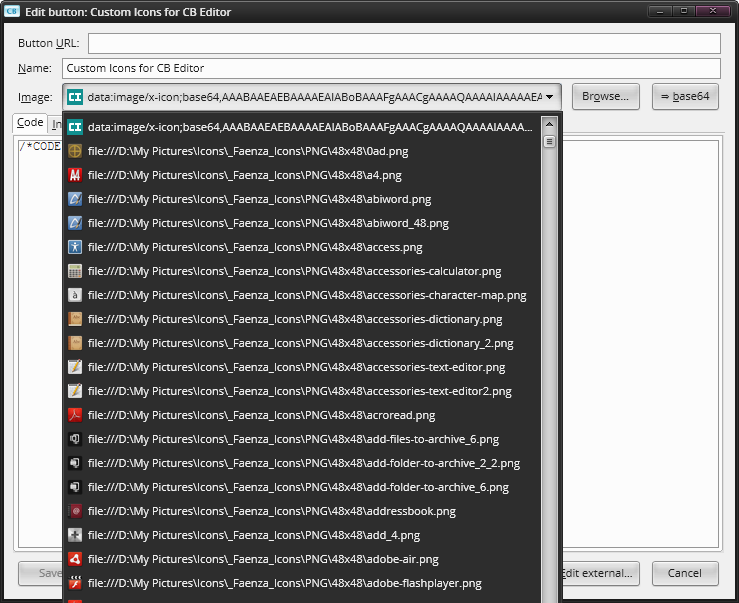 CB Edit button: Custom Icons for CB Editor
Button URL:
Name: Custom Icons for CB Editor
Image: CI data:image/x-icon;base64,AAABAAEAEBAAAAEAIABoBAAAFgAAACgAAAAQAAAAIAAAAAEA Browse... ⇒ base64
Code In
CI data:image/x-icon;base64,AAABAAEAEBAAAAEAIABoBAAAFgAAACgAAAAQAAAAIAAAA...
/*CODE
file:///D:\My Pictures\Icons\_Faenza_Icons\PNG\48x48\0ad.png
file:///D:\My Pictures\Icons\_Faenza_Icons\PNG\48x48\a4.png
file:///D:\My Pictures\Icons\_Faenza_Icons\PNG\48x48\abiword.png
file:///D:\My Pictures\Icons\_Faenza_Icons\PNG\48x48\abiword_48.png
file:///D:\My Pictures\Icons\_Faenza_Icons\PNG\48x48\access.png
file:///D:\My Pictures\Icons\_Faenza_Icons\PNG\48x48\accessories-calculator.png
file:///D:\My Pictures\Icons\_Faenza_Icons\PNG\48x48\accessories-character-map.png
file:///D:\My Pictures\Icons\_Faenza_Icons\PNG\48x48\accessories-dictionary.png
file:///D:\My Pictures\Icons\_Faenza_Icons\PNG\48x48\accessories-dictionary_2.png
file:///D:\My Pictures\Icons\_Faenza_Icons\PNG\48x48\accessories-text-editor.png
file:///D:\My Pictures\Icons\_Faenza_Icons\PNG\48x48\accessories-text-editor2.png
file:///D:\My Pictures\Icons\_Faenza_Icons\PNG\48x48\acroread.png
file:///D:\My Pictures\Icons\_Faenza_Icons\PNG\48x48\add-files-to-archive_6.png
file:///D:\My Pictures\Icons\_Faenza_Icons\PNG\48x48\add-folder-to-archive_2_2.png
file:///D:\My Pictures\Icons\_Faenza_Icons\PNG\48x48\add-folder-to-archive_6.png
file:///D:\My Pictures\Icons\_Faenza_Icons\PNG\48x48\addressbook.png
file:///D:\My Pictures\Icons\_Faenza_Icons\PNG\48x48\add_4.png
file:///D:\My Pictures\Icons\_Faenza_Icons\PNG\48x48\adobe-air.png
Save Edit external... Cancel
file:///D:\My Pictures\Icons\_Faenza_Icons\PNG\48x48\adobe-flashplayer.png